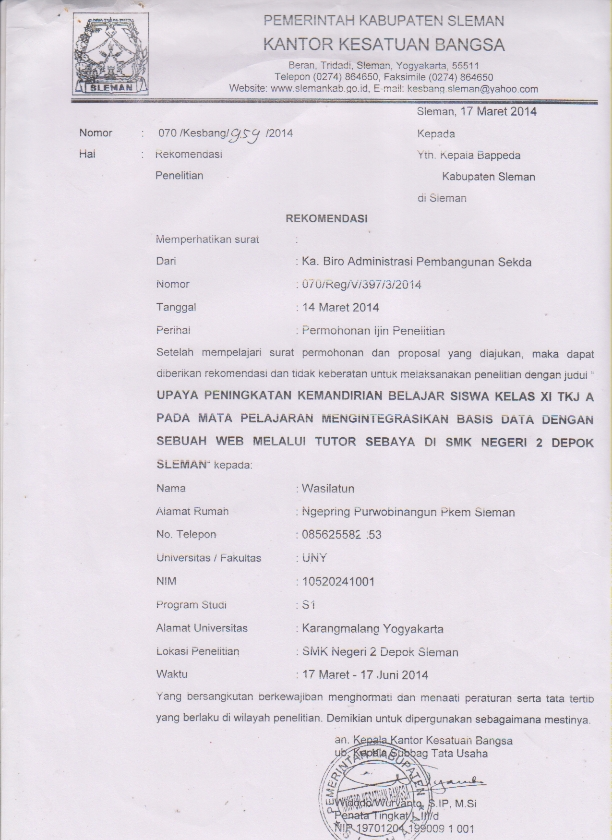 PEMERINTAH KABUPATEN SLEMAN
KANTOR KESATUAN BANGSA
Beran, Tridadi, Sleman, Yogyakarta, 55511
Telepon (0274) 864650, Faksimile (0274) 864650
Website: www.slemankab.go.id, E-mail: kesbang.sleman@yahoo.com
SLEMAN
Sleman, 17 Maret 2014
Nomor : 070 /Kesbang/959 /2014 Kepada
Hal : Rekomendasi Yth. Kepala Bappeda
Penelitian Kabupaten Sleman
di Sleman
REKOMENDASI
Memperhatikan surat :
Dari : Ka. Biro Administrasi Pembangunan Sekda
Nomor : 070/Reg/V/397/3/2014
Tanggal : 14 Maret 2014
Perihal : Permohonan Ijin Penelitian
Setelah mempelajari surat permohonan dan proposal yang diajukan, maka dapat
diberikan rekomendasi dan tidak keberatan untuk melaksanakan penelitian dengan judul "
UPAYA PENINGKATAN KEMANDIRIAN BELAJAR SISWA KELAS XI TKJ A
PADA MATA PELAJARAN MENGINTEGRASIKAN BASIS DATA DENGAN
SEBUAH WEB MELALUI TUTOR SEBAYA DI SMK NEGERI 2 DEPOK
SLEMAN" kepada:
Nama : Wasilatun
Alamat Rumah : Ngepring Purwobinangun Pkem Sleman
No. Telepon : 085625582 53
Universitas / Fakultas : UNY
NIM : 10520241001
Program Studi : S1
Alamat Universitas : Karangmalang Yogyakarta
Lokasi Penelitian : SMK Negeri 2 Depok Sleman
Waktu : 17 Maret - 17 Juni 2014
Yang bersangkutan berkewajiban menghormati dan menaati peraturan serta tata tertib
yang berlaku di wilayah penelitian. Demikian untuk dipergunakan sebagaimana mestinya.
an. Kepala Kantor Kesatuan Bangsa
ub. Kepala Subbag Tata Usaha
PEMERINTAH KABUPATEN
KANTOR KESATUAN BANGSA
Wuryanto, S.IP, M.Si
Penata Tingkat I, III/d
NIP 19701204 199009 1 001